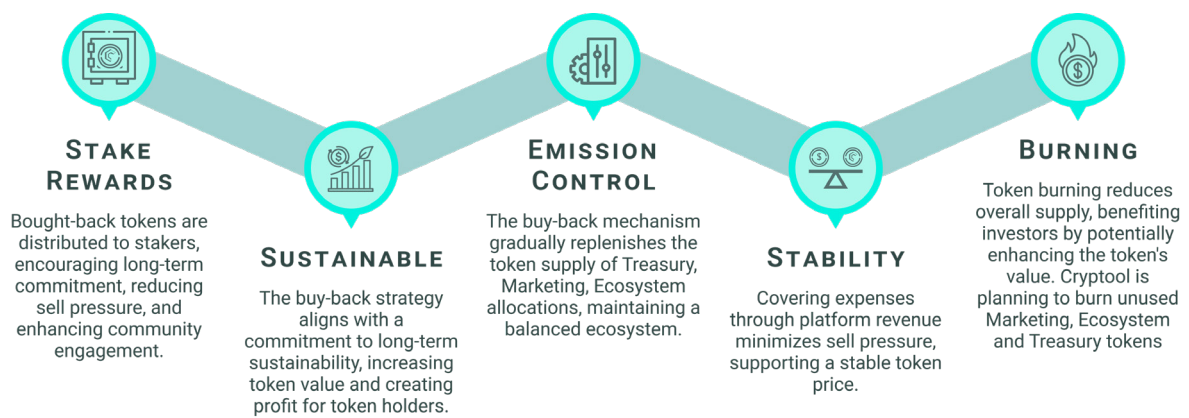 STAKE
REWARDS
Bought-back tokens are
distributed to stakers,
encouraging long-term
commitment, reducing
sell pressure, and
enhancing community
engagement.
SUSTAINABLE
The buy-back strategy
aligns with a
commitment to long-term
sustainability, increasing
token value and creating
profit for token holders.
EMISSION
CONTROL
The buy-back mechanism
gradually replenishes the
token supply of Treasury,
Marketing, Ecosystem
allocations, maintaining a
balanced ecosystem.
STABILITY
Covering expenses
through platform revenue
minimizes sell pressure,
supporting a stable token
price.
BURNING
Token burning reduces
overall supply, benefiting
investors by potentially
enhancing the token's
value. Cryptool is
planning to burn unused
Marketing, Ecosystem
and Treasury tokens